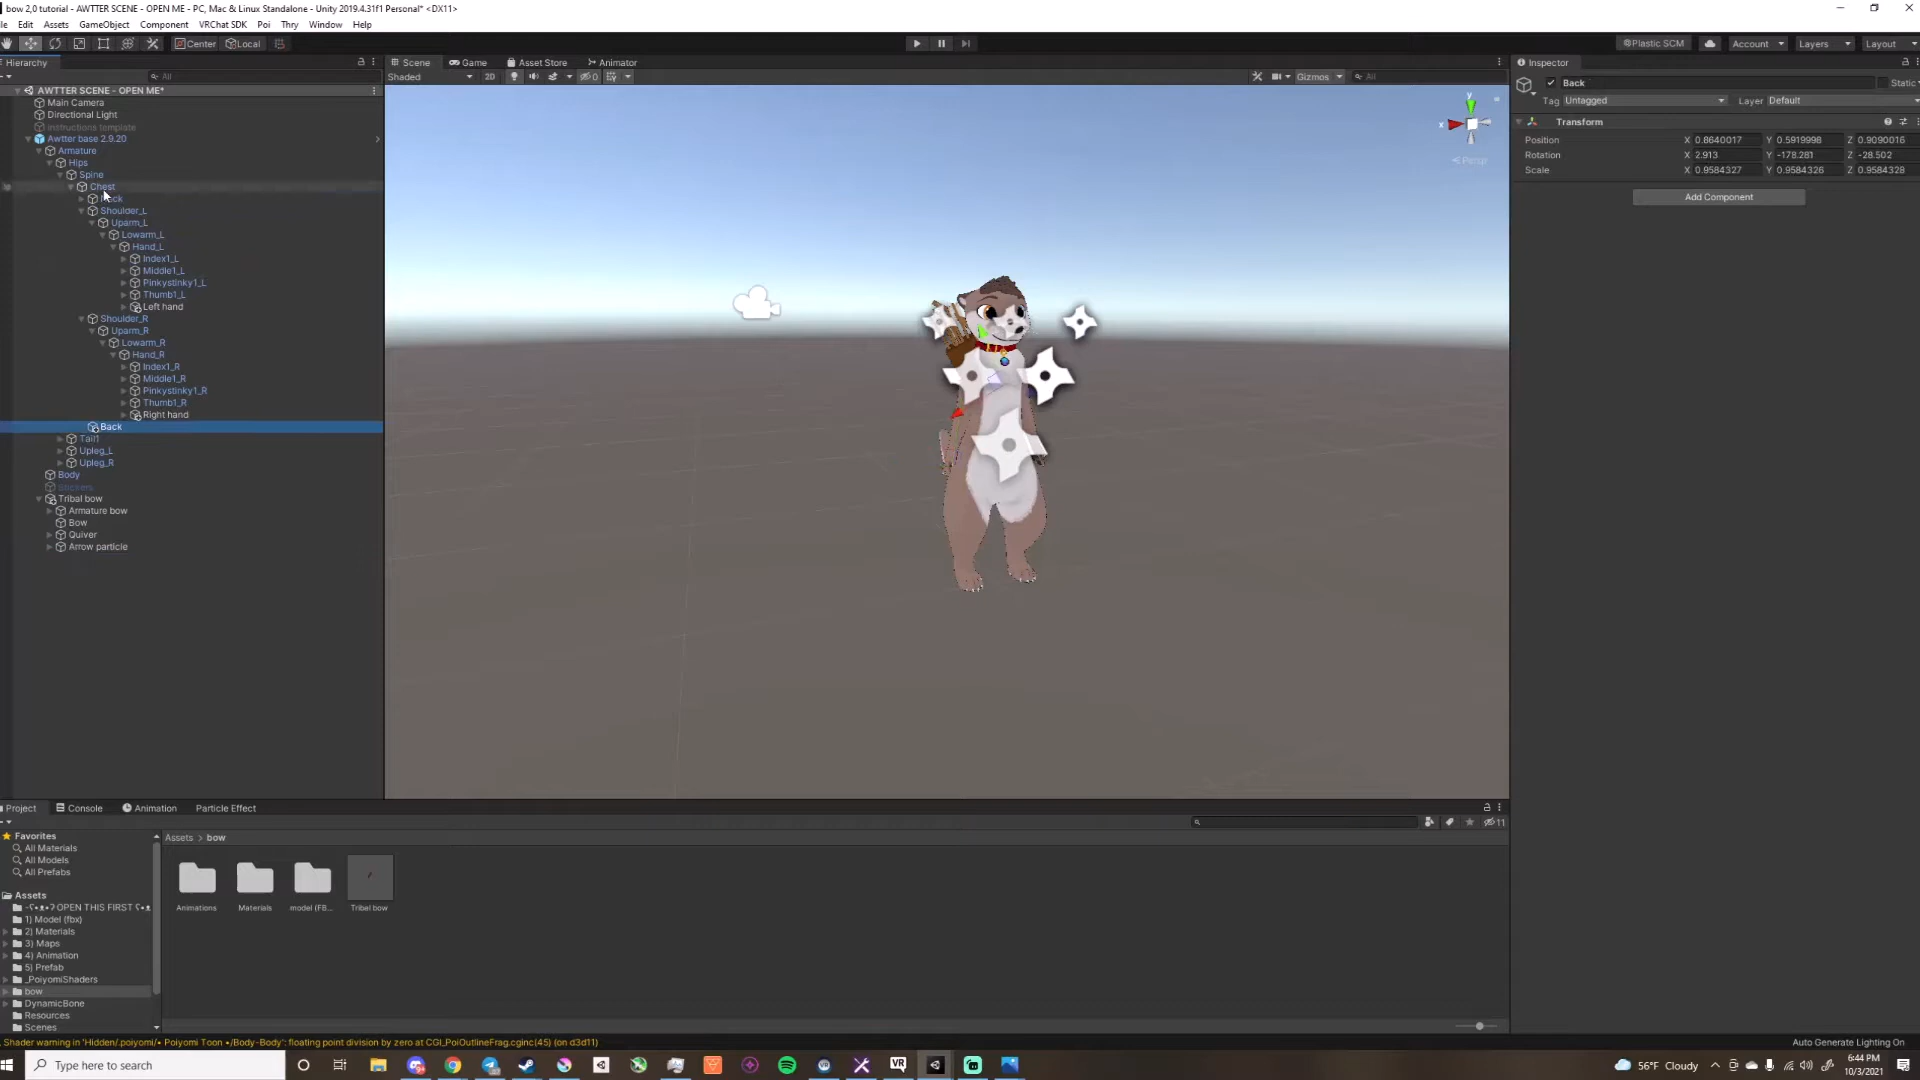 bow 2,0 tutorial - AWTTER SCENE - OPEN ME - PC, Mac & Linux Standalone - Unity 2019.4.31f1 Personal* <DX11>
Edit Assets GameObject Component VRChat SDK Poi Thry Window Help
Center Local Plastic SCM Account Layers Layout
Hierarchy
All
AWTTER SCENE - OPEN ME*
Main Camera
Directional Light
Instructions template
Awtter base 2.9.20
Armature
Hips
Spine
Chest
Shoulder_L
Uparm_L
Lowarm_L
Hand_L
Index1_L
Middle1_L
Pinkystinky1_L
Thumb1_L
Left hand
Shoulder_R
Uparm_R
Lowarm_R
Hand_R
Index1_R
Middle1_R
Pinkystinky1_R
Thumb1_R
Right hand
Back
Tail1
Upleg_L
Upleg_R
Body
Tribal bow
Armature bow
Bow
Quiver
Arrow particle
Scene Game Asset Store Animator
Shaded 2D 0 Gizmos All
y
x
Persp
Inspector
Back Static
Tag Untagged Layer Default
Transform
Position X 0.8640017 Y 0.5919998 Z 0.9090016
Rotation X 2.913 Y -178.281 Z -28.502
Scale X 0.9584327 Y 0.9584326 Z 0.9584328
Add Component
Project Console Animation Particle Effect
11
Favorites
All Materials
All Models
All Prefabs
Assets
1) Model (fbx)
2) Materials
3) Maps
4) Animation
5) Prefab
_PoiyomiShaders
bow
DynamicBone
Resources
Scenes
Assets > bow
Animations Materials model (FB... Tribal bow
Shader warning in 'Hidden/.poiyomi/• Poiyomi Toon •/Body-Body': floating point division by zero at CGI_PoiOutlineFrag.cginc(45) (on d3d11)
Auto Generate Lighting On
Type here to search
56°F Cloudy
6:44 PM
10/3/2021